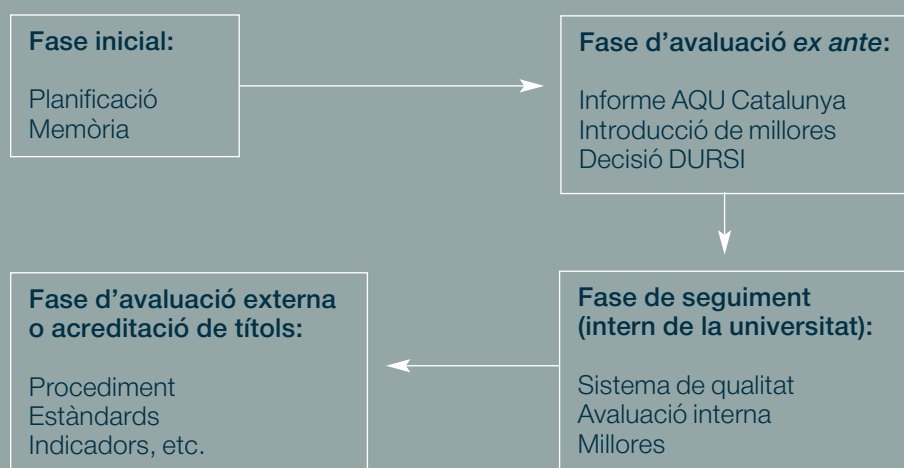 Fase inicial:
Planificació
Memòria
Fase d’avaluació ex ante:
Informe AQU Catalunya
Introducció de millores
Decisió DURSI
Fase de seguiment
(intern de la universitat):
Sistema de qualitat
Avaluació interna
Millores
Fase d’avaluació externa
o acreditació de títols:
Procediment
Estàndards
Indicadors, etc.